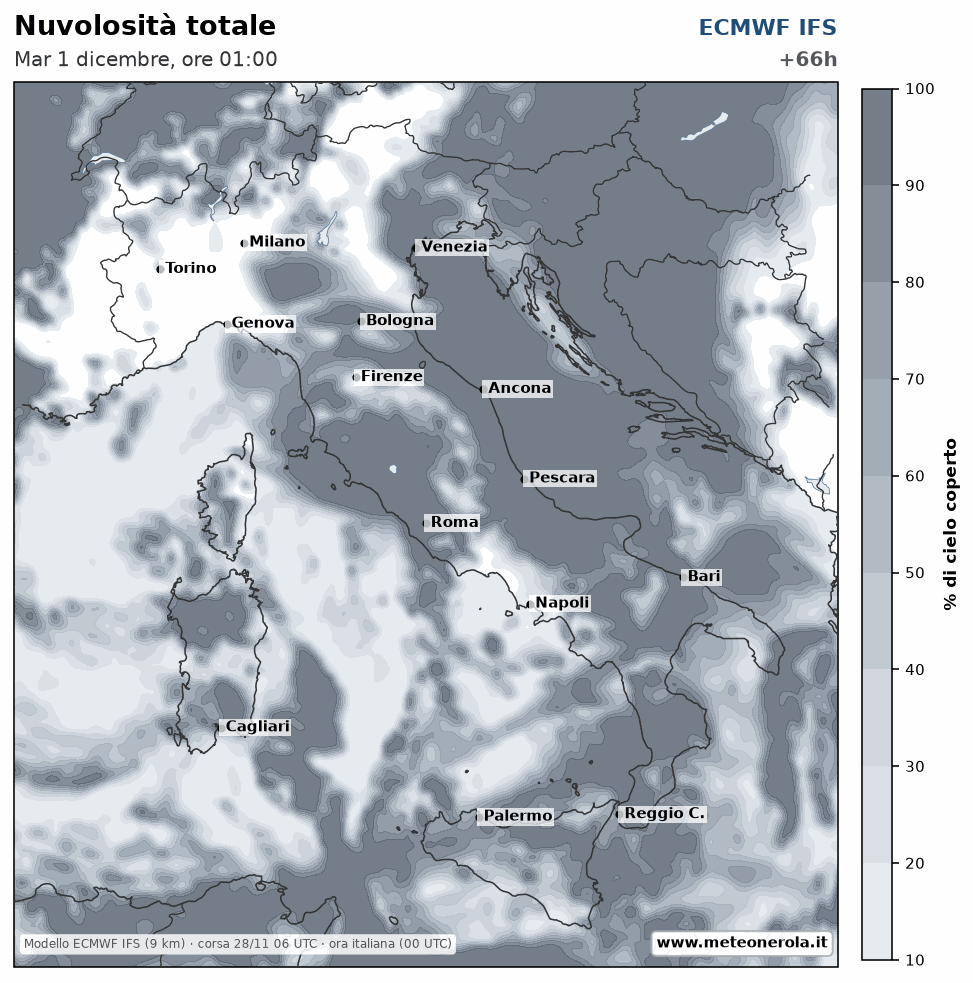 Nuvolosità totale
ECMWF IFS
Mar 1 dicembre, ore 01:00
+66h
Milano
Venezia
Torino
Genova
Bologna
Firenze
Ancona
Pescara
Roma
Bari
Napoli
Cagliari
Palermo
Reggio C.
100
90
80
70
60
50
40
30
20
10
% di cielo coperto
Modello ECMWF IFS (9 km) · corsa 28/11 06 UTC · ora italiana (00 UTC)
www.meteonerola.it